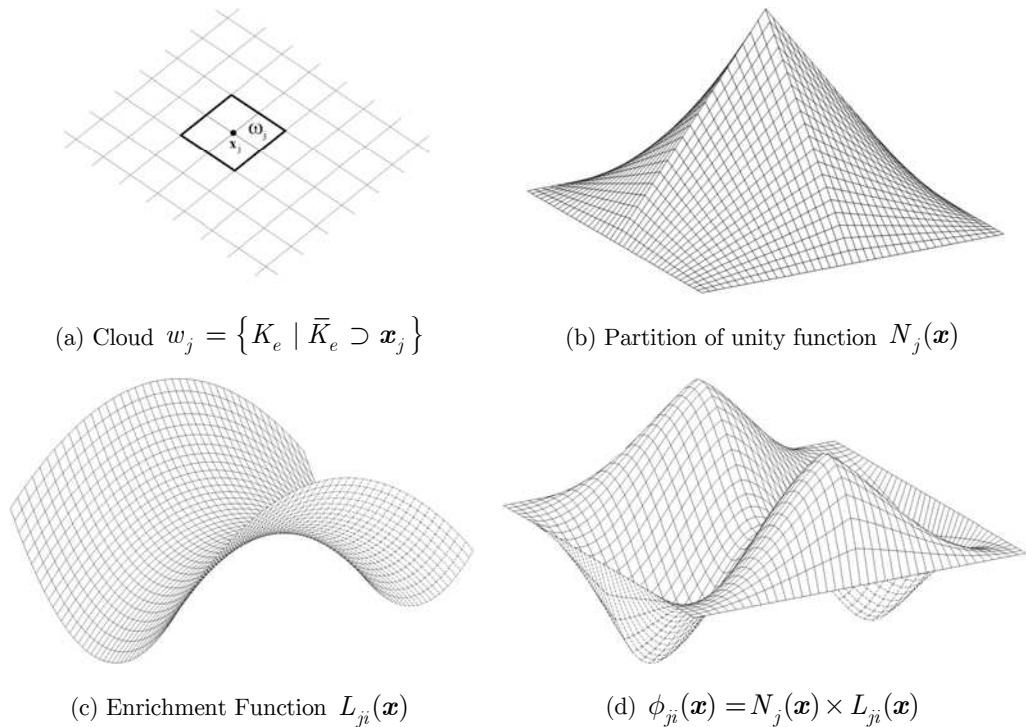 ω_j
x_j
(a) Cloud w_j = {K_e | K̄_e ⊃ x_j}
(b) Partition of unity function N_j(x)
(c) Enrichment Function L_ji(x)
(d) ϕ_ji(x) = N_j(x) × L_ji(x)